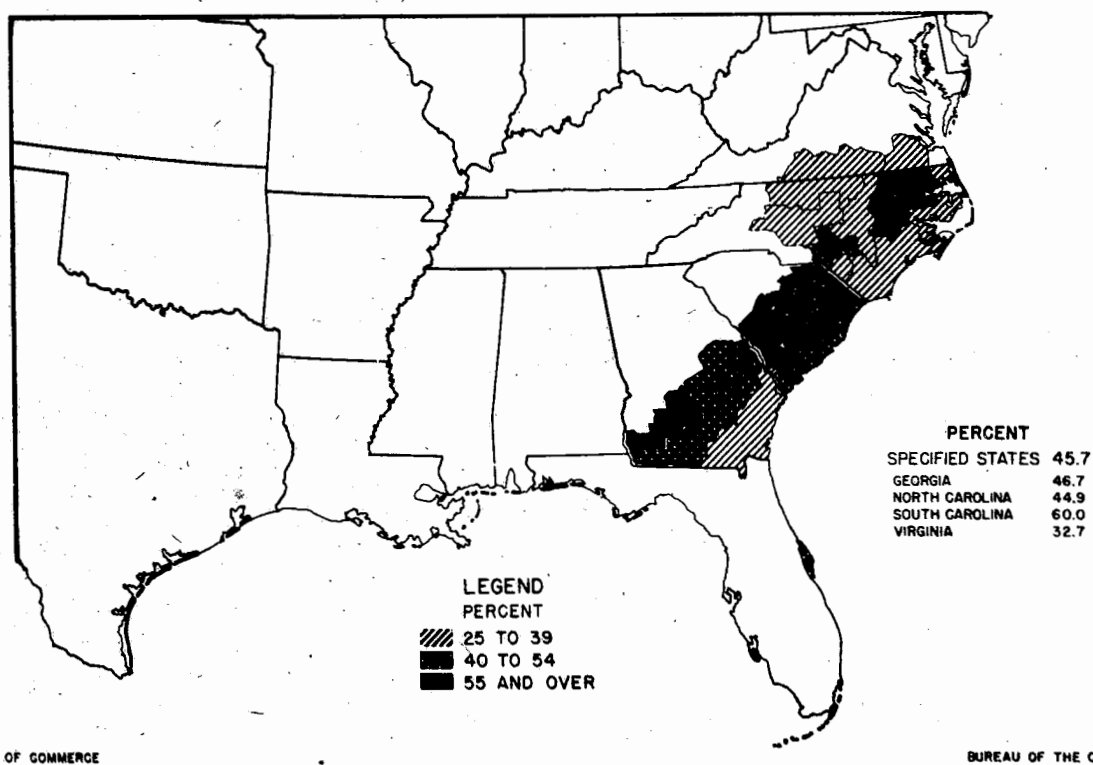 PERCENT
SPECIFIED STATES 45.7
GEORGIA 46.7
NORTH CAROLINA 44.9
SOUTH CAROLINA 60.0
VIRGINIA 32.7
LEGEND
PERCENT
25 TO 39
40 TO 54
55 AND OVER
OF COMMERCE
BUREAU OF THE C